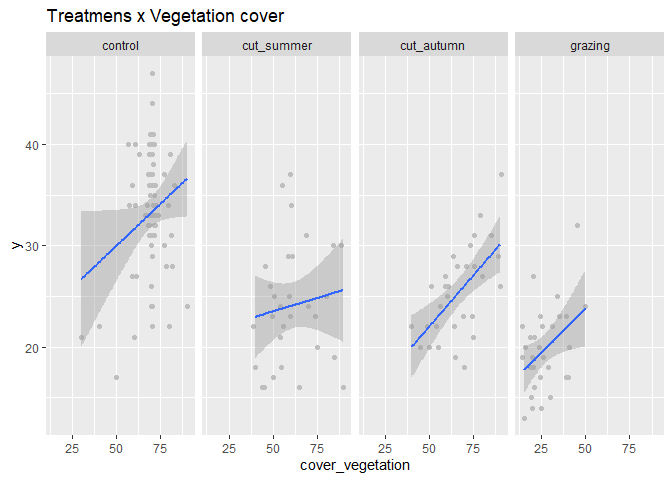 Treatmens x Vegetation cover
control cut_summer cut_autumn grazing
40
y
30
20
25 50 75 25 50 75 25 50 75 25 50 75
cover_vegetation